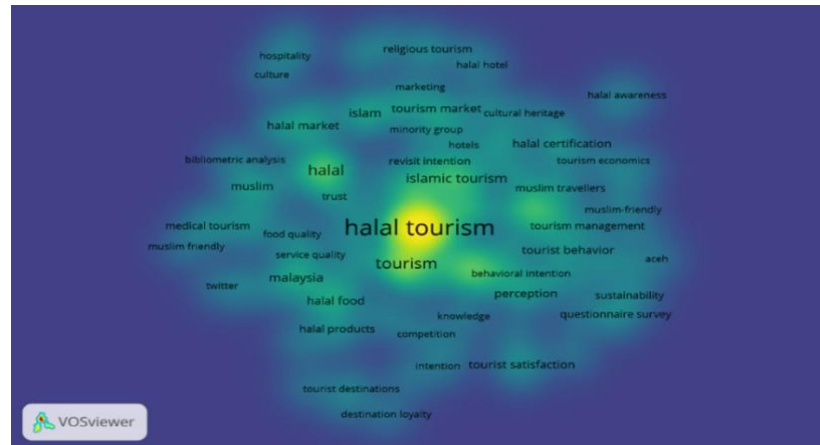 religious tourism
hospitality
halal hotel
culture
marketing
halal awareness
tourism market
islam
cultural heritage
halal market
minority group
hotels
halal certification
bibliometric analysis
revisit intention
tourism economics
halal
islamic tourism
muslim
muslim travellers
trust
muslim-friendly
medical tourism
halal tourism
tourism management
food quality
muslim friendly
tourist behavior
service quality
aceh
tourism
behavioral intention
malaysia
twitter
perception
sustainability
halal food
knowledge
questionnaire survey
halal products
competition
intention
tourist satisfaction
tourist destinations
destination loyalty
VOSviewer